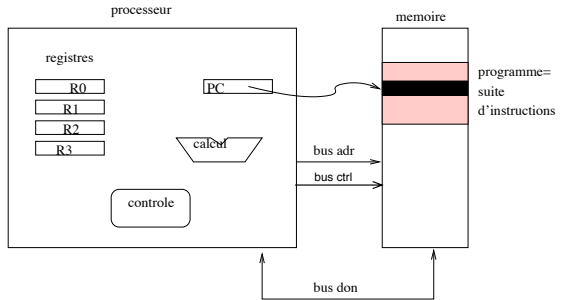 processeur
memoire
registres
R0
R1
R2
R3
PC
calcul
controle
programme=
suite
d'instructions
bus adr
bus ctrl
bus don